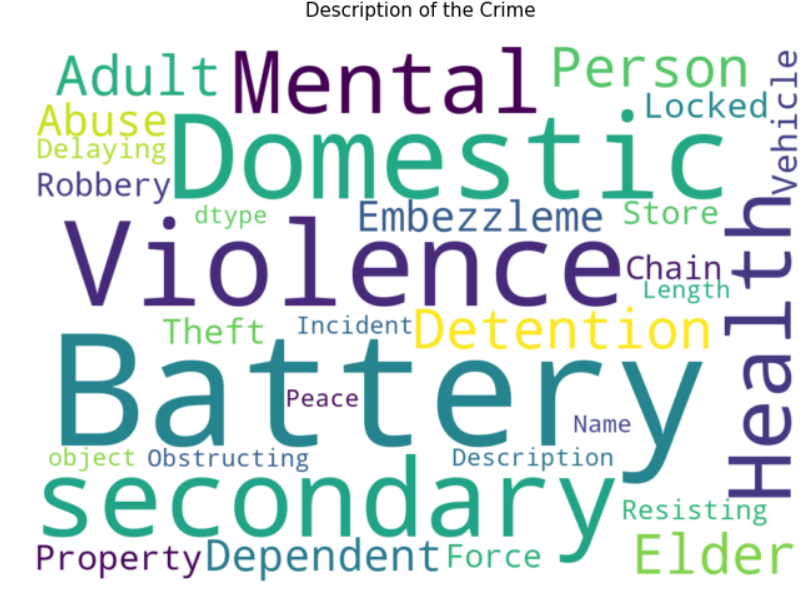 Description of the Crime
Adult Mental Person
Locked
Vehicle
Abuse
Domestic
Delaying
Robbery
dtype Embezzleme Store
Violence
Chain
Length
Health
Theft Incident Detention
Battery
Peace
Name
object Obstructing Description
secondary
Resisting
Property Dependent Force Elder